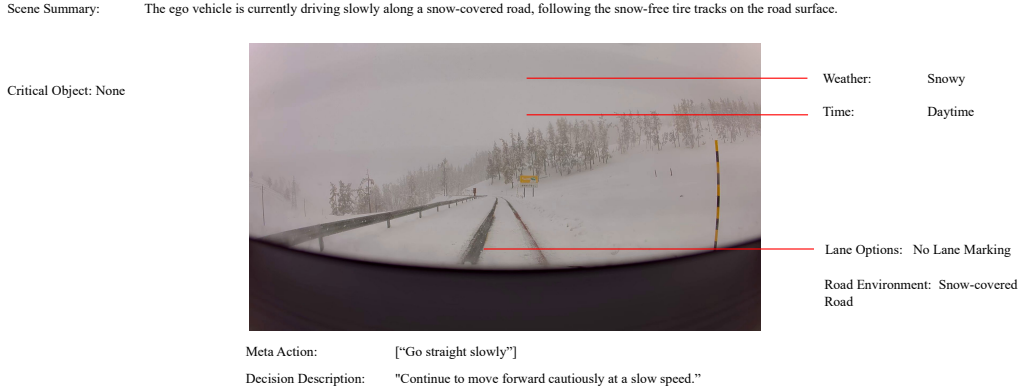 Scene Summary: The ego vehicle is currently driving slowly along a snow-covered road, following the snow-free tire tracks on the road surface.
Critical Object: None
Weather: Snowy
Time: Daytime
Lane Options: No Lane Marking
Road Environment: Snow-covered
Road
Meta Action: [“Go straight slowly”]
Decision Description: "Continue to move forward cautiously at a slow speed.”